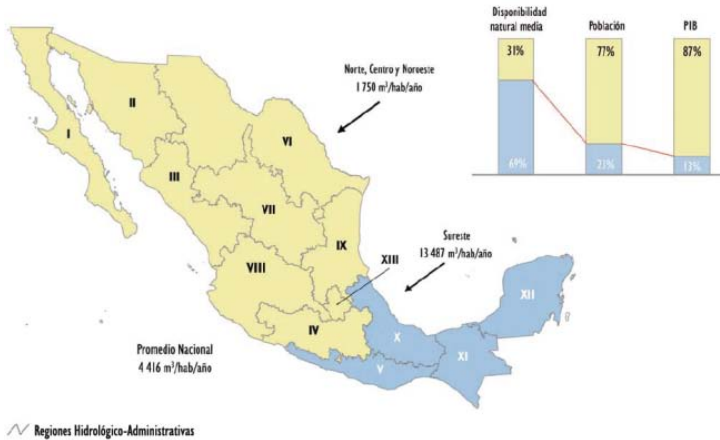 Disponibilidad
natural media
Población
PIB
31%
77%
87%
69%
23%
13%
Norte, Centro y Noroeste
1 750 m³/hab/año
I
II
III
VI
VII
VIII
IX
XIII
Sureste
13 487 m³/hab/año
IV
X
V
XI
XII
Promedio Nacional
4 416 m³/hab/año
Regiones Hidrológico-Administrativas